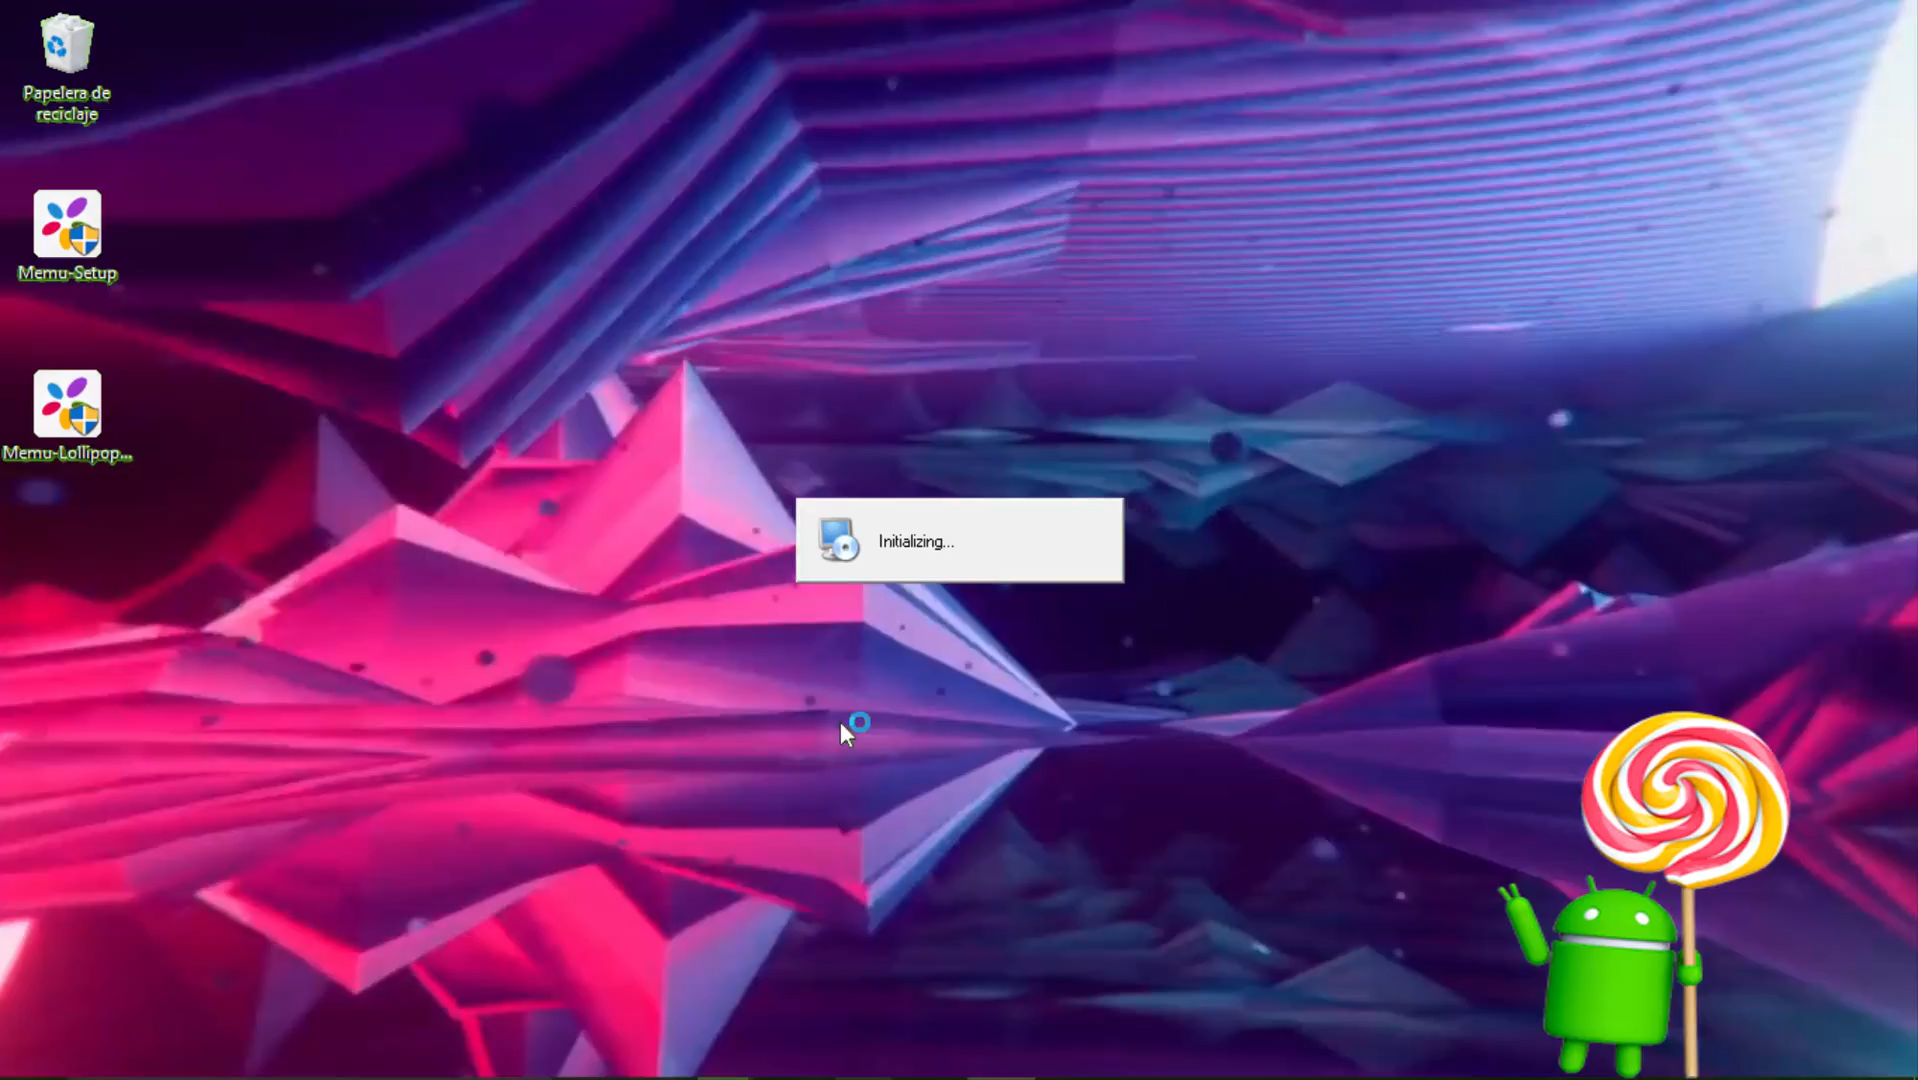 Papelera de
reciclaje
Memu-Setup
Memu-Lollipop...
Initializing...